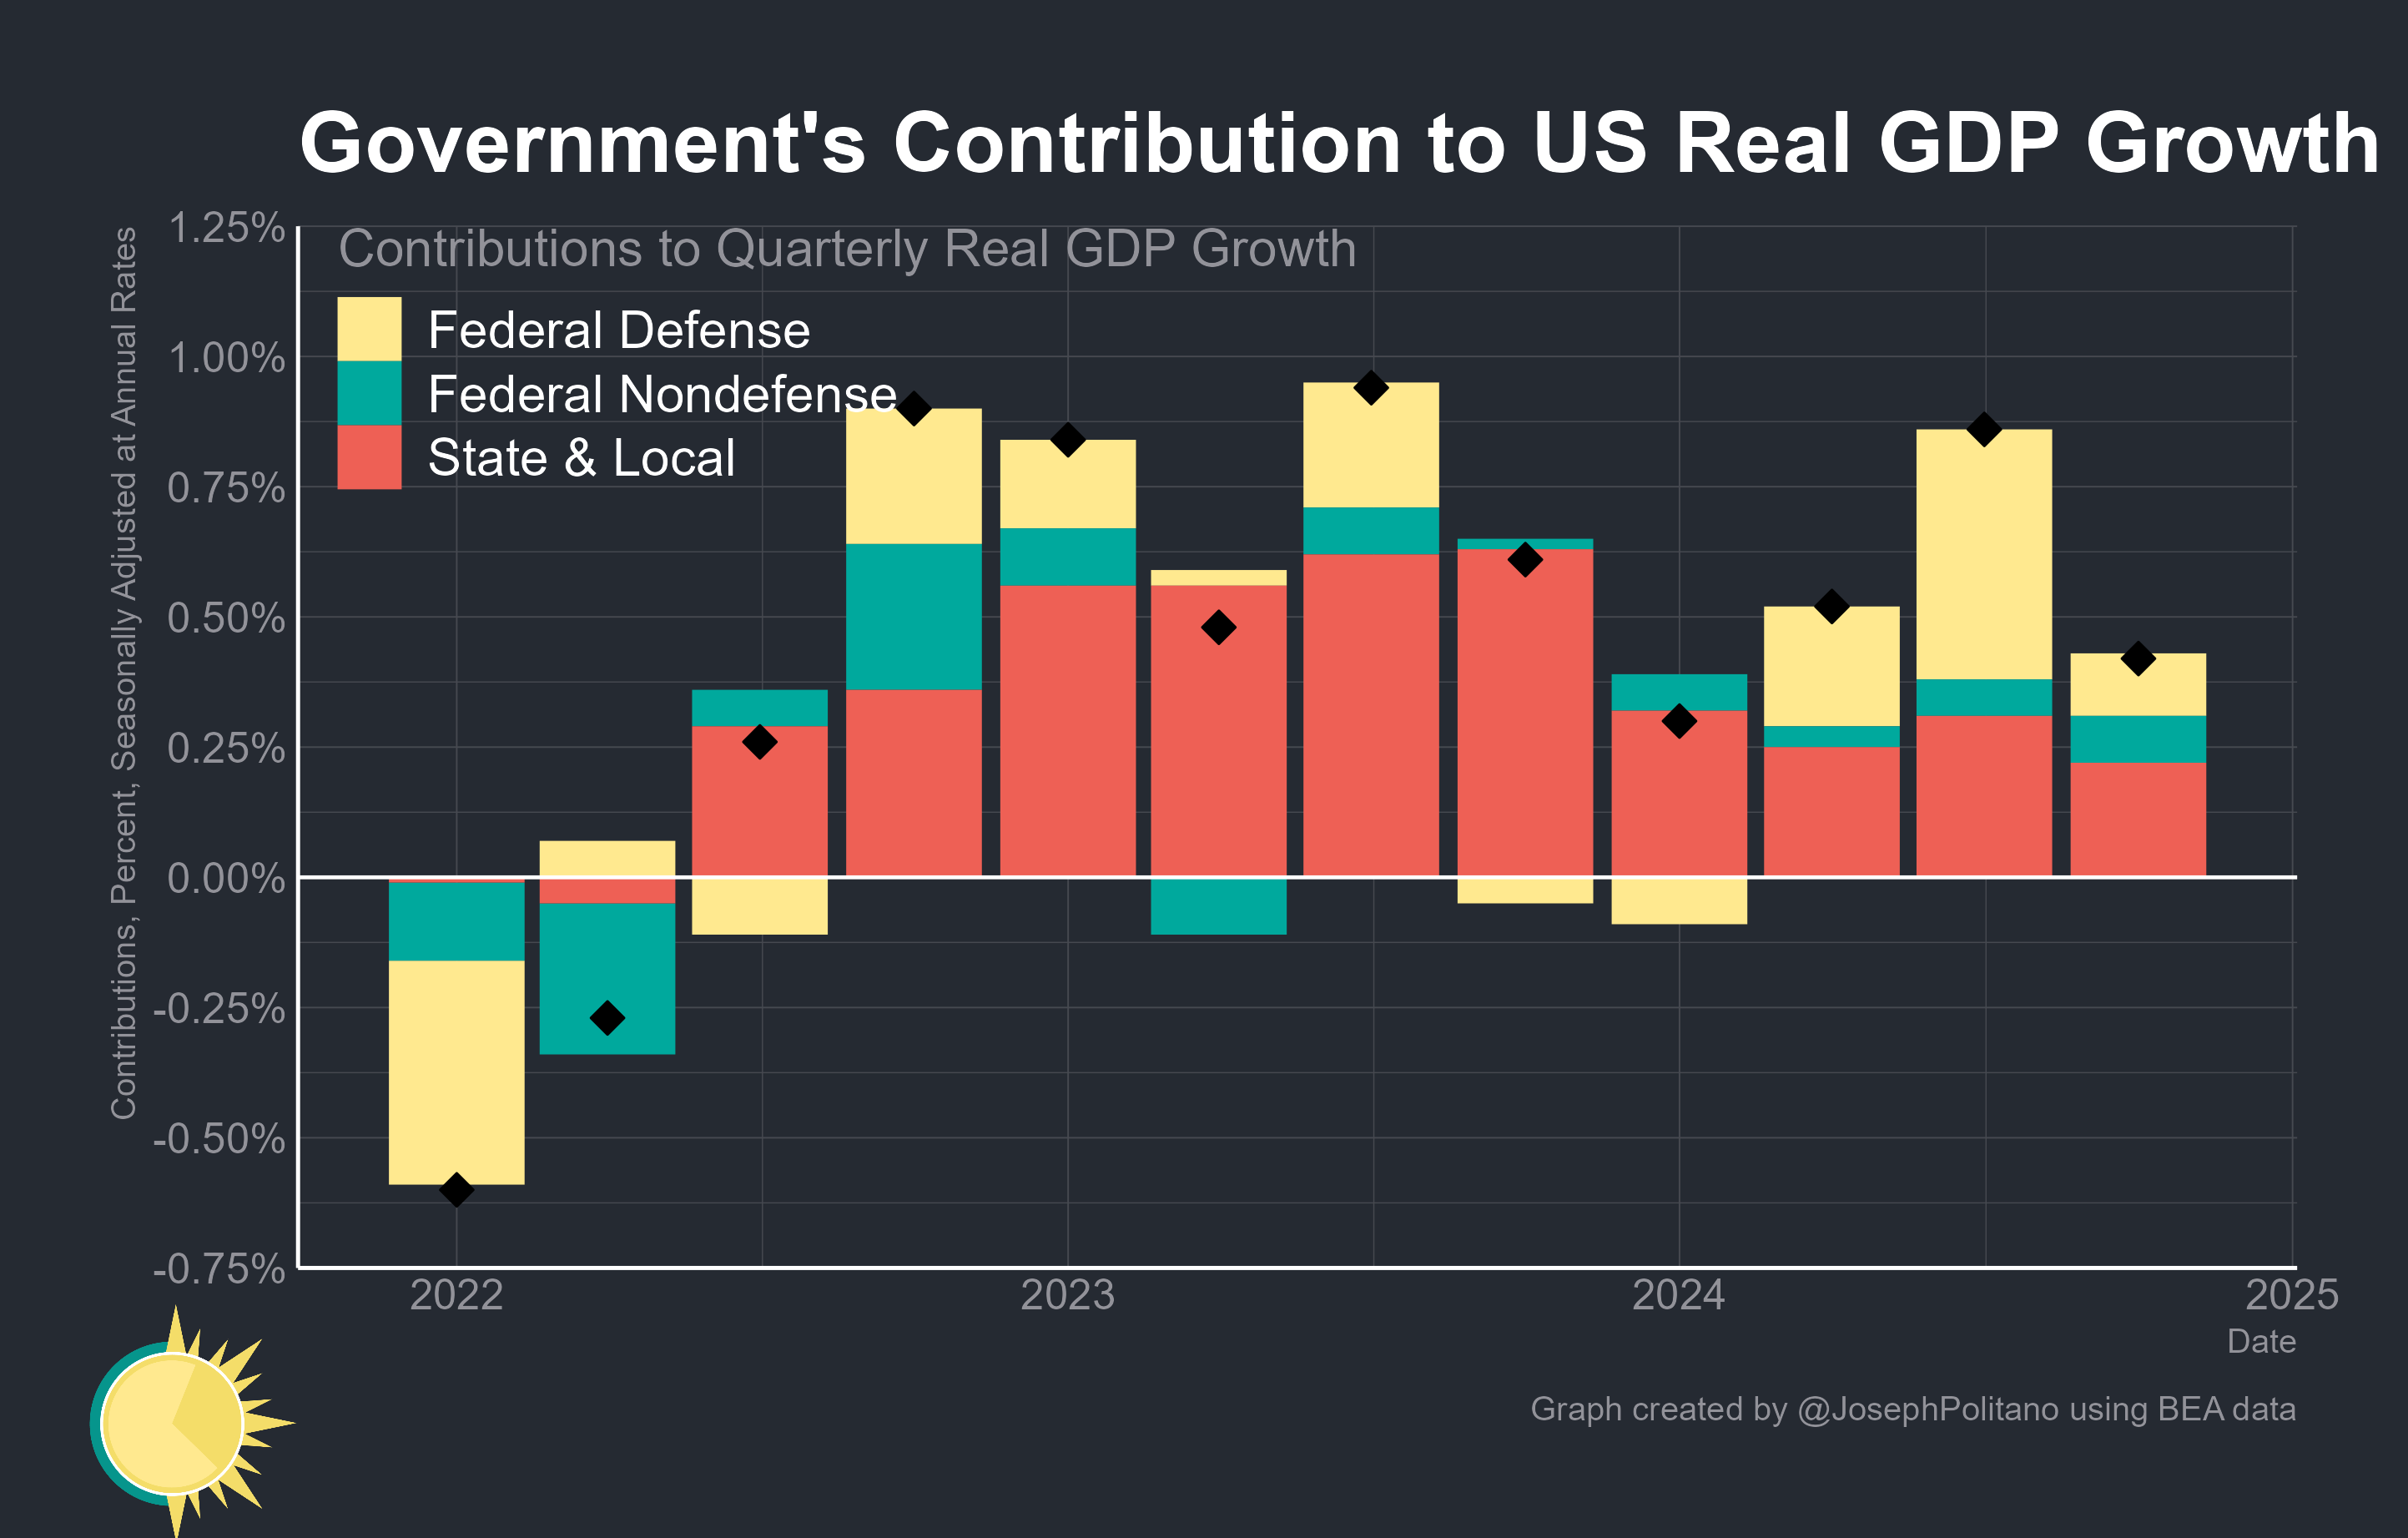 Government's Contribution to US Real GDP Growth
Contributions to Quarterly Real GDP Growth
Federal Defense
Federal Nondefense
State & Local
Contributions, Percent, Seasonally Adjusted at Annual Rates
1.25%
1.00%
0.75%
0.50%
0.25%
0.00%
-0.25%
-0.50%
-0.75%
2022
2023
2024
2025
Date
Graph created by @JosephPolitano using BEA data